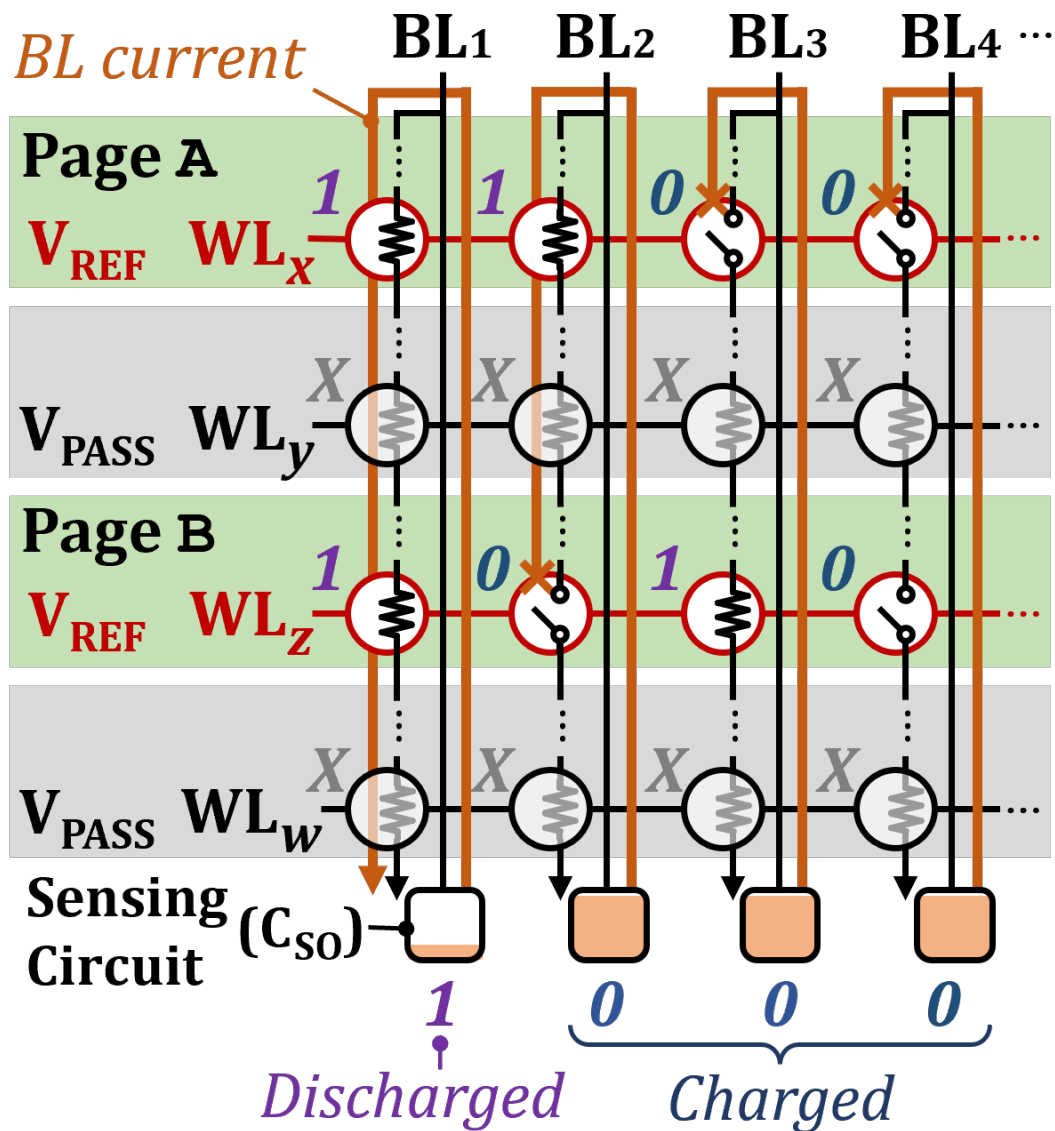 BL1 BL2 BL3 BL4 ...
BL current
Page A
1 1 0 0
VREF WLx ...
X X X X
VPASS WLy ...
Page B
1 0 1 0
VREF WLz ...
X X X X
VPASS WLw ...
Sensing
Circuit
(CSO)
1 0 0 0
Discharged Charged